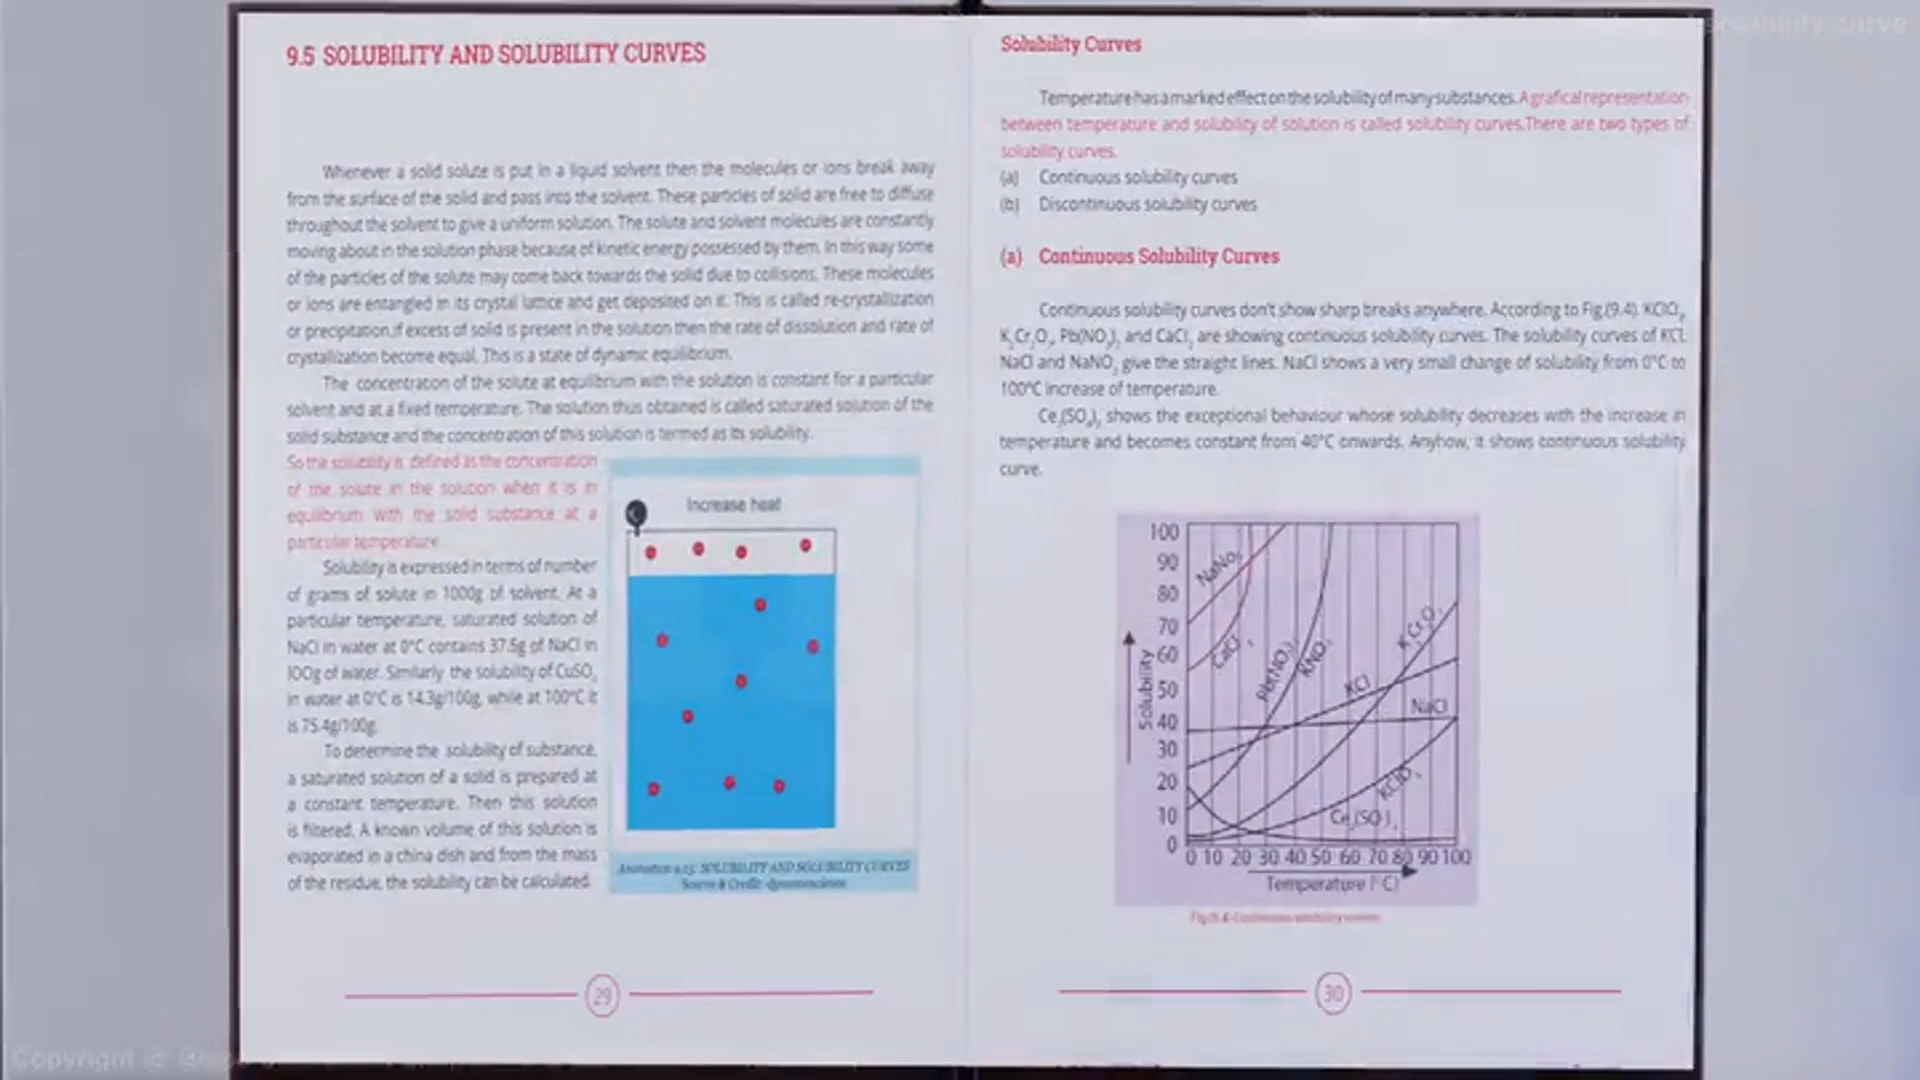 solubility curve
9.5 SOLUBILITY AND SOLUBILITY CURVES
Whenever a solid solute is put in a liquid solvent then the molecules or ions break away
from the surface of the solid and pass into the solvent. These particles of solid are free to diffuse
throughout the solvent to give a uniform solution. The solute and solvent molecules are constantly
moving about in the solution phase because of kinetic energy possessed by them. In this way some
of the particles of the solute may come back towards the solid due to collisions. These molecules
or ions are entangled in its crystal lattice and get deposited on it. This is called re-crystallization
or precipitation.If excess of solid is present in the solution then the rate of dissolution and rate of
crystallization become equal. This is a state of dynamic equilibrium.
The concentration of the solute at equilibrium with the solution is constant for a particular
solvent and at a fixed temperature. The solution thus obtained is called saturated solution of the
solid substance and the concentration of this solution is termed as its solubility.
So the solubility is defined as the concentration
of the solute in the solution when it is in
equilibrium with the solid substance at a
particular temperature
Solubility is expressed in terms of number
of grams of solute in 1000g of solvent. At a
particular temperature, saturated solution of
NaCl in water at 0°C contains 37.5g of NaCl in
lOOg of water. Similarly the solubility of CuSO₄
in water at 0°C is 14.3g/100g, while at 100°C it
is 75.4g/100g.
To determine the solubility of substance,
a saturated solution of a solid is prepared at
a constant temperature. Then this solution
is filtered. A known volume of this solution is
evaporated in a china dish and from the mass
of the residue, the solubility can be calculated.
Increase heat
SOLUBILITY AND SOLUBILITY CURVES
29
Solubility Curves
Temperature has a marked effect on the solubility of many substances. A grafical representation
between temperature and solubility of solution is called solubility curves.There are two types of
solubility curves.
(a) Continuous solubility curves
(b) Discontinuous solubility curves
(a) Continuous Solubility Curves
Continuous solubility curves don't show sharp breaks anywhere. According to Fig.(9.4). KClO₃,
K₂Cr₂O₇, Pb(NO₃)₂ and CaCl₂ are showing continuous solubility curves. The solubility curves of KCl,
NaCl and NaNO₃ give the straight lines. NaCl shows a very small change of solubility from 0°C to
100°C increase of temperature.
Ce₂(SO₄)₃ shows the exceptional behaviour whose solubility decreases with the increase in
temperature and becomes constant from 40°C onwards. Anyhow, it shows continuous solubility
curve.
100
90
80
70
60
50
40
30
20
10
0
Solubility
NaNo₃
CaCl₂
Pb(NO₃)₂
KNO₃
K₂Cr₂O₇
KCl
NaCl
KClO₃
Ce₂(SO₄)₃
0 10 20 30 40 50 60 70 80 90 100
Temperature (°C)
Fig.(9.4) Continuous solubility curves
30
Copyright ©